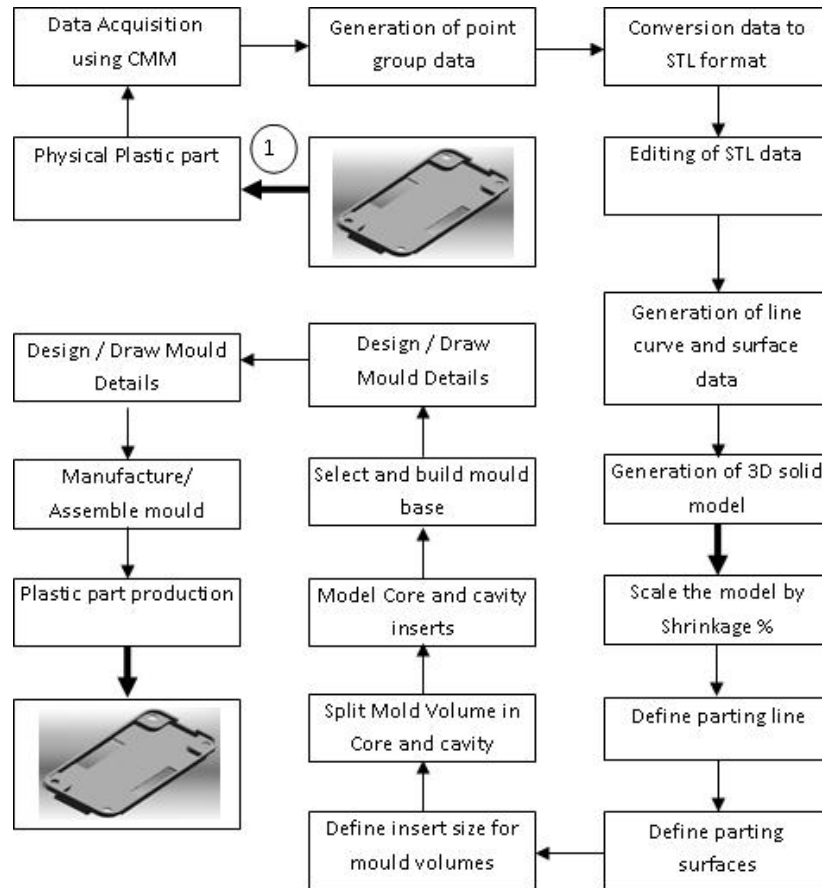 Data Acquisition
using CMM
Generation of point
group data
Conversion data to
STL format
Physical Plastic part
1
Editing of STL data
Generation of line
curve and surface
data
Design / Draw Mould
Details
Design / Draw
Mould Details
Manufacture/
Assemble mould
Select and build mould
base
Generation of 3D solid
model
Plastic part production
Model Core and cavity
inserts
Scale the model by
Shrinkage %
Split Mold Volume in
Core and cavity
Define parting line
Define insert size for
mould volumes
Define parting
surfaces